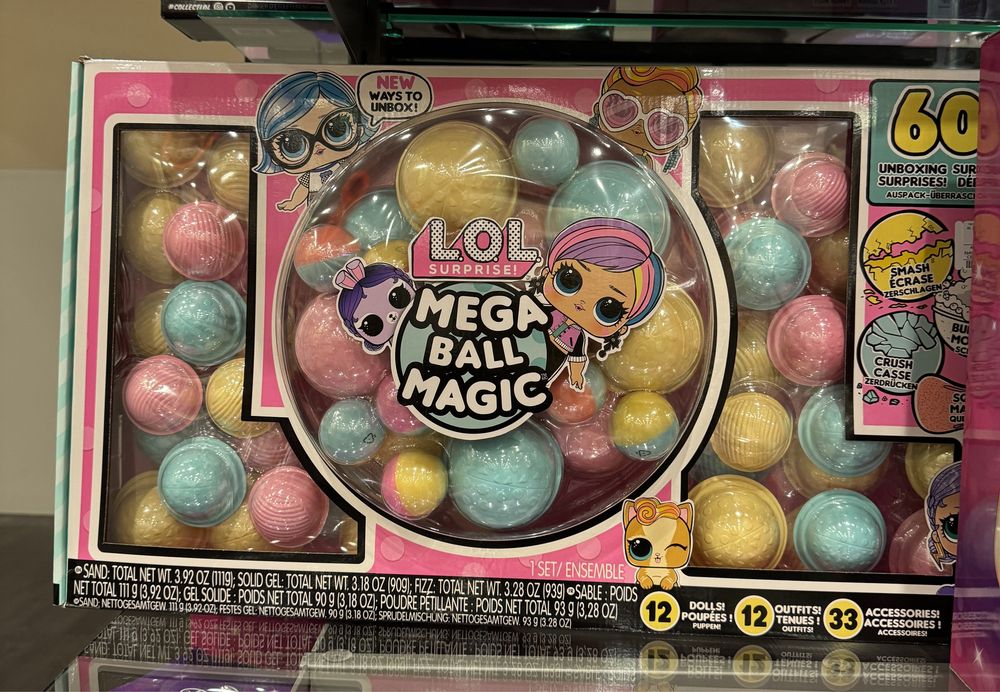 #COLLECTLOL
NEW
WAYS TO
UNBOX!
L.O.L.
SURPRISE!
MEGA
BALL
MAGIC
60
UNBOXING
SURPRISES!
AUSPACK-
SMASH
ÉCRASE
ZERSCHLAGEN
CRUSH
CASSE
ZERDRÜCKEN
1 SET/ ENSEMBLE
SAND: TOTAL NET WT. 3.92 OZ (111g); SOLID GEL: TOTAL NET WT. 3.18 OZ (90g); FIZZ: TOTAL NET WT. 3.28 OZ (93g) SABLE : POIDS
NET TOTAL 111 g (3,92 OZ); GEL SOLIDE : POIDS NET TOTAL 90 g (3,18 OZ); POUDRE PÉTILLANTE : POIDS NET TOTAL 93 g (3,28 OZ)
SAND: NETTOGESAMTGEW. 111 g (3.92 OZ); FESTES GEL: NETTOGESAMTGEW. 90 g (3.18 OZ); SPRUDELMISCHUNG: NETTOGESAMTGEW. 93 g (3.28 OZ)
12
DOLLS!
POUPÉES !
PUPPEN!
12
OUTFITS!
TENUES !
OUTFITS!
33
ACCESSORIES!
ACCESSOIRES !
ACCESSOIRES!